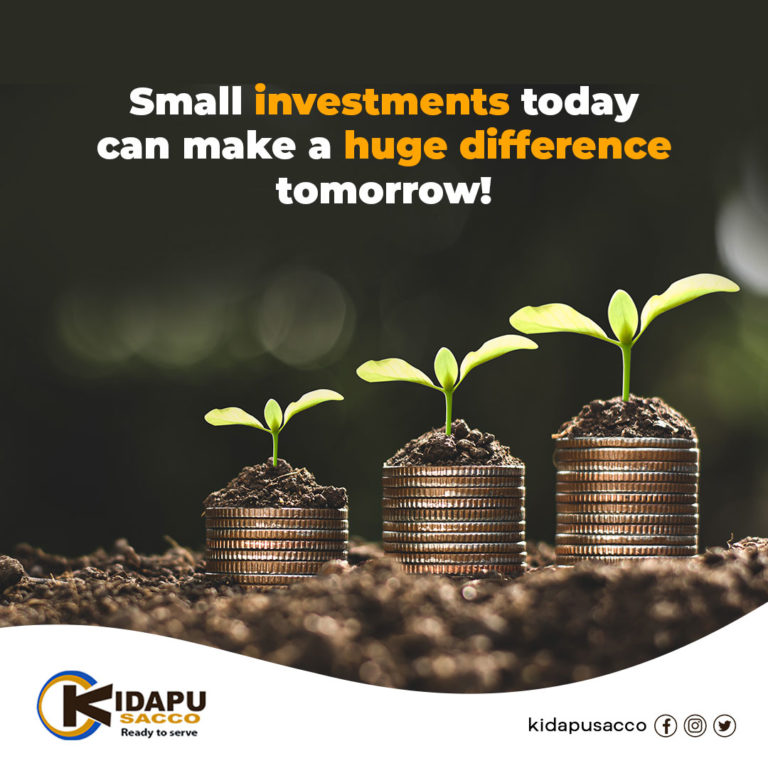 Small investments today
can make a huge difference
tomorrow!
KIDAPU
SACCO
Ready to serve
kidapusacco